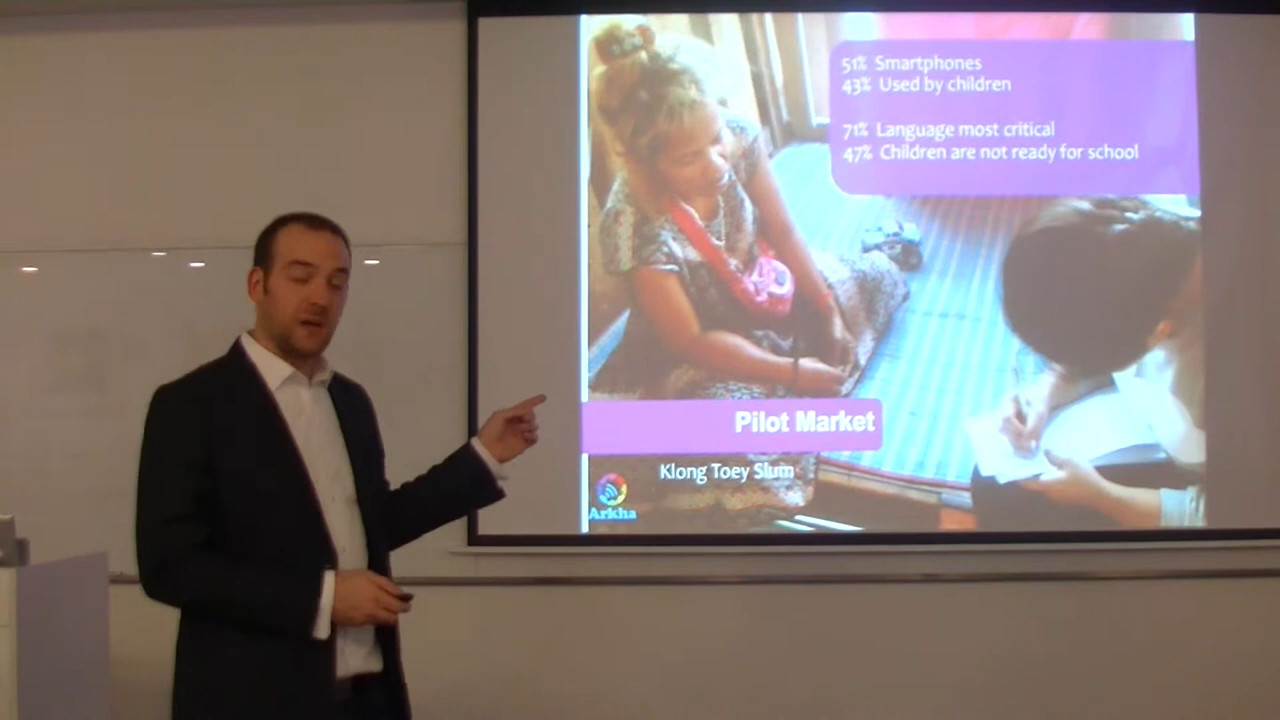 51% Smartphones
43% Used by children
71% Language most critical
47% Children are not ready for school
Pilot Market
Klong Toey Slum
Arkha